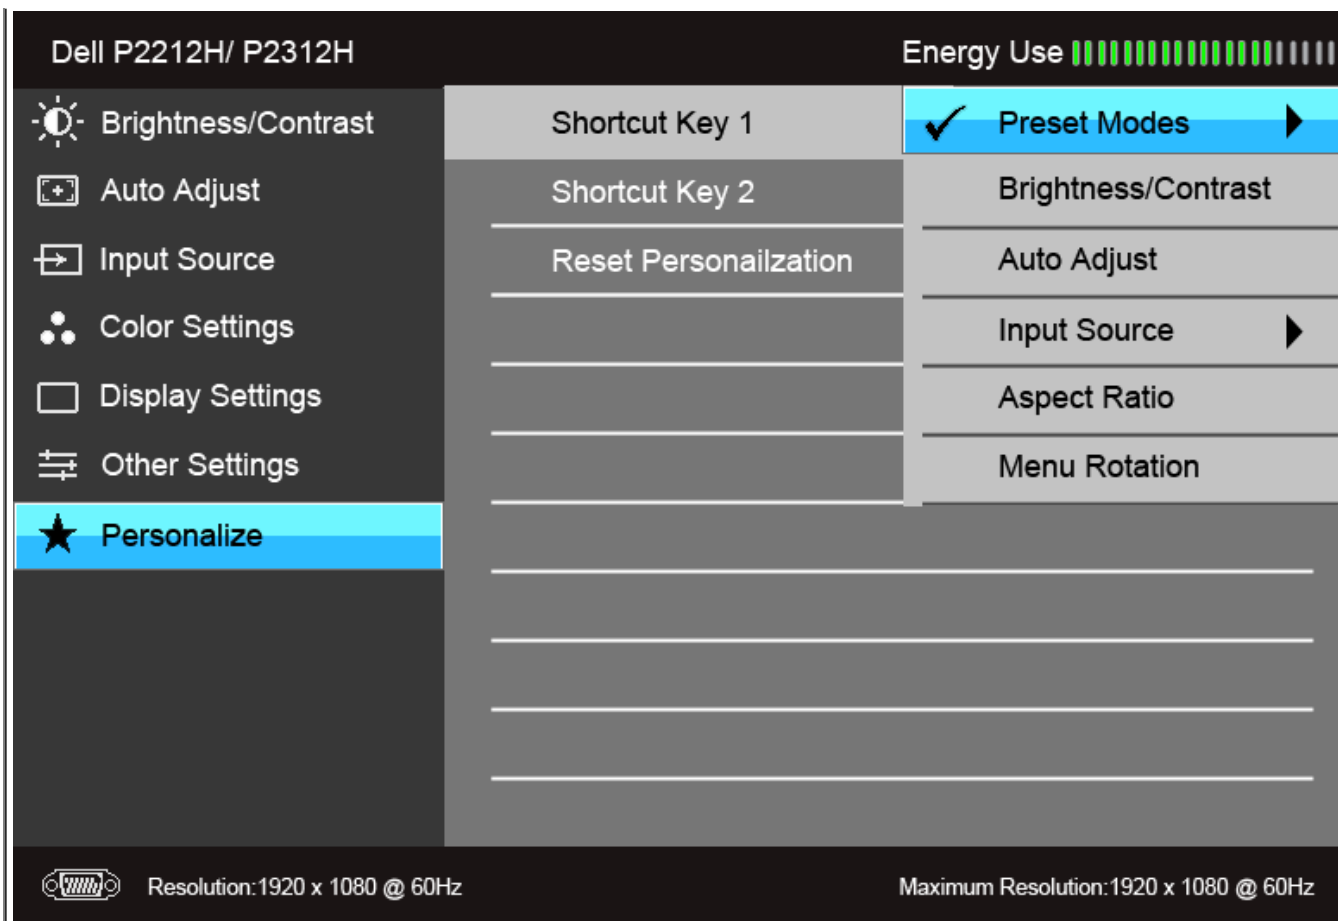 Dell P2212H/ P2312H
Energy Use
Brightness/Contrast
Auto Adjust
Input Source
Color Settings
Display Settings
Other Settings
Personalize
Shortcut Key 1
Shortcut Key 2
Reset Personailzation
Preset Modes
Brightness/Contrast
Auto Adjust
Input Source
Aspect Ratio
Menu Rotation
Resolution:1920 x 1080 @ 60Hz
Maximum Resolution:1920 x 1080 @ 60Hz